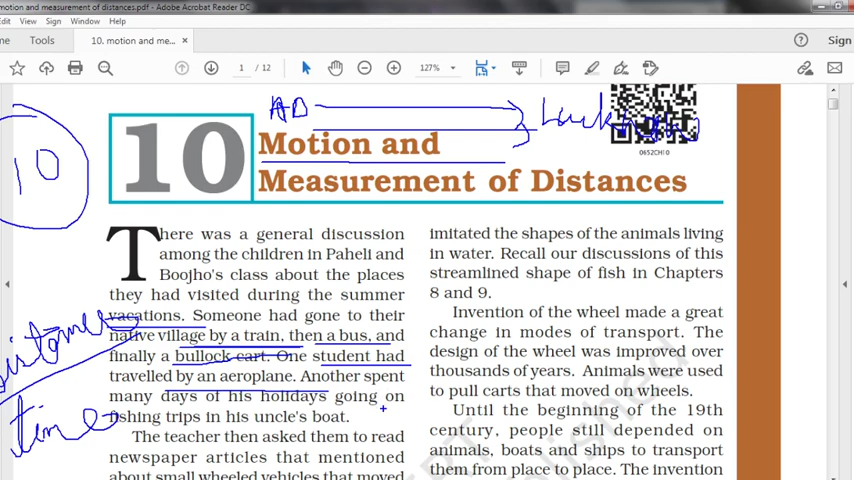 motion and measurement of distances.pdf - Adobe Acrobat Reader DC
Edit View Sign Window Help
me Tools 10. motion and me... × Sign
1 / 12 127%
AD Lucknow
10
10 Motion and
Measurement of Distances
0652CH10
There was a general discussion
among the children in Paheli and
Boojho's class about the places
they had visited during the summer
vacations. Someone had gone to their
native village by a train, then a bus, and
finally a bullock cart. One student had
travelled by an aeroplane. Another spent
many days of his holidays going on
fishing trips in his uncle's boat.
The teacher then asked them to read
newspaper articles that mentioned
about small wheeled vehicles that moved
distance
time
imitated the shapes of the animals living
in water. Recall our discussions of this
streamlined shape of fish in Chapters
8 and 9.
Invention of the wheel made a great
change in modes of transport. The
design of the wheel was improved over
thousands of years. Animals were used
to pull carts that moved on wheels.
Until the beginning of the 19th
century, people still depended on
animals, boats and ships to transport
them from place to place. The invention